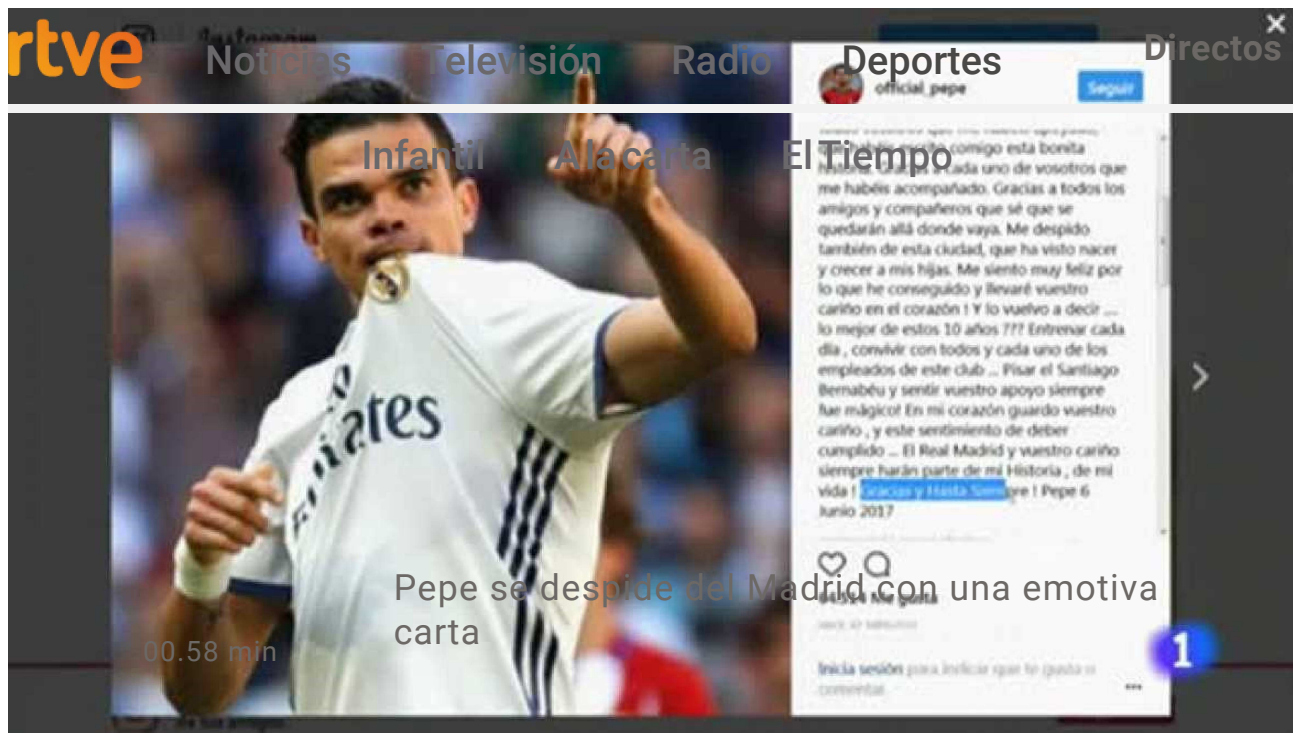 rtve
Noticias Televisión Radio Deportes Directos
Instagram
official_pepe Seguir
Infantil A la carta El Tiempo
comigo esta bonita
historia. Gracias a cada uno de vosotros que
me habéis acompañado. Gracias a todos los
amigos y compañeros que sé que se
quedarán allá donde vaya. Me despido
también de esta ciudad, que ha visto nacer
y crecer a mis hijas. Me siento muy feliz por
lo que he conseguido y llevaré vuestro
cariño en el corazón ! Y lo vuelvo a decir ....
lo mejor de estos 10 años ??? Entrenar cada
día , convivir con todos y cada uno de los
empleados de este club ... Pisar el Santiago
Bernabéu y sentir vuestro apoyo siempre
fue mágico! En mi corazón guardo vuestro
cariño , y este sentimiento de deber
cumplido ... El Real Madrid y vuestro cariño
siempre harán parte de mi Historia , de mi
vida ! Gracias y Hasta Siempre ! Pepe 6
Junio 2017
Emirates
Pepe se despide del Madrid con una emotiva
carta
Me gusta
00.58 min
1
Inicia sesión para indicar que te gusta o
comentar.